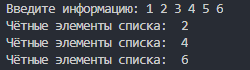 Введите информацию: 1 2 3 4 5 6
Чётные элементы списка:  2
Чётные элементы списка:  4
Чётные элементы списка:  6